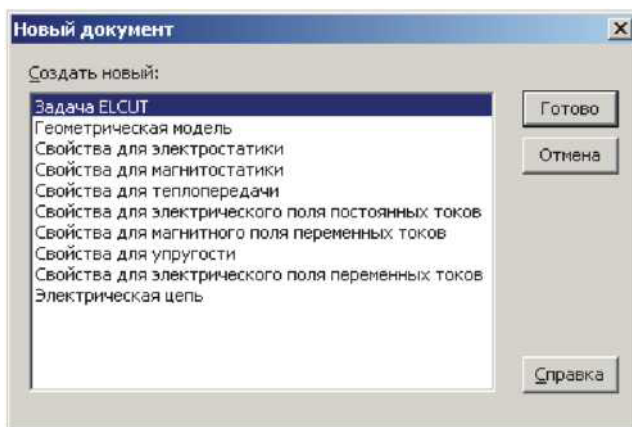 Новый документ
Создать новый:
Задача ELCUT
Геометрическая модель
Свойства для электростатики
Свойства для магнитостатики
Свойства для теплопередачи
Свойства для электрического поля постоянных токов
Свойства для магнитного поля переменных токов
Свойства для упругости
Свойства для электрического поля переменных токов
Электрическая цепь
Готово
Отмена
Справка